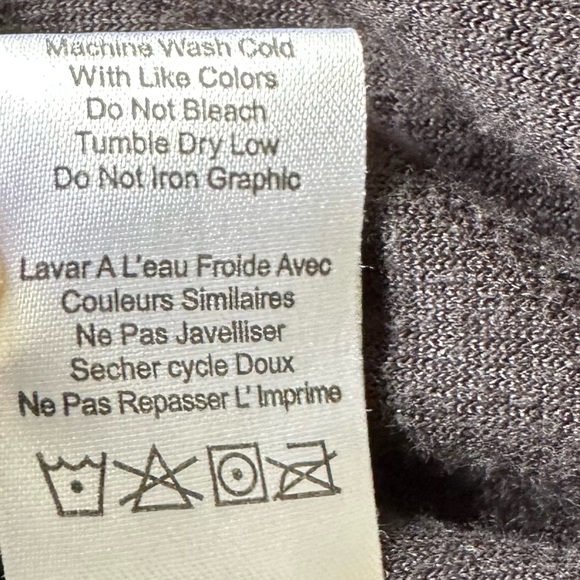 Machine Wash Cold
With Like Colors
Do Not Bleach
Tumble Dry Low
Do Not Iron Graphic
Lavar A L'eau Froide Avec
Couleurs Similaires
Ne Pas Javelliser
Secher cycle Doux
Ne Pas Repasser L' Imprime